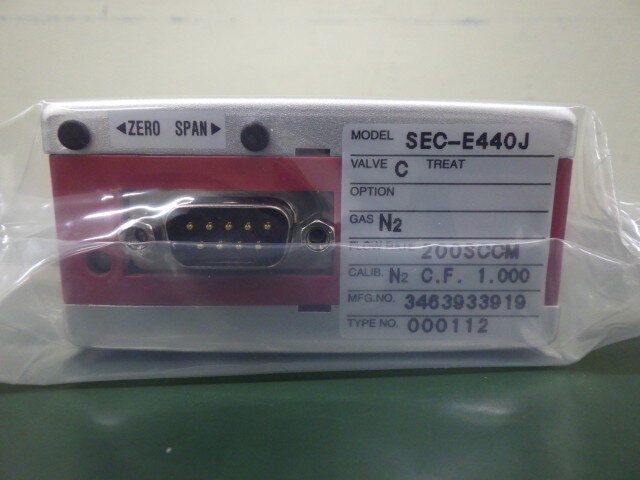 ◀ZERO SPAN▶
MODEL SEC-E440J
VALVE C TREAT
OPTION
GAS N2
FLOW RATE 200SCCM
CALIB. N2 C.F. 1.000
MFG.NO. 3463933919
TYPE NO. 000112